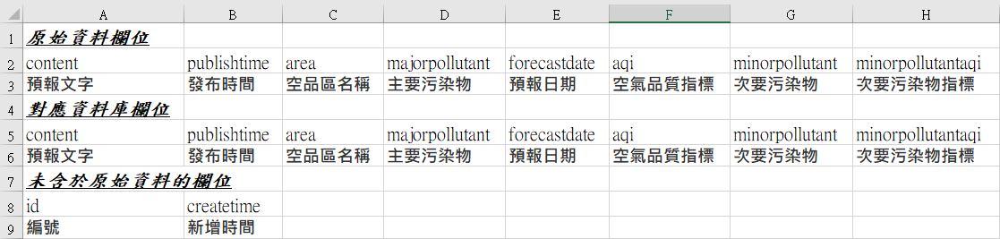 A B C D E F G H
1 原始資料欄位
2 content publishtime area majorpollutant forecastdate aqi minorpollutant minorpollutantaqi
3 預報文字 發布時間 空品區名稱 主要污染物 預報日期 空氣品質指標 次要污染物 次要污染物指標
4 對應資料庫欄位
5 content publishtime area majorpollutant forecastdate aqi minorpollutant minorpollutantaqi
6 預報文字 發布時間 空品區名稱 主要污染物 預報日期 空氣品質指標 次要污染物 次要污染物指標
7 未含於原始資料的欄位
8 id createtime
9 編號 新增時間